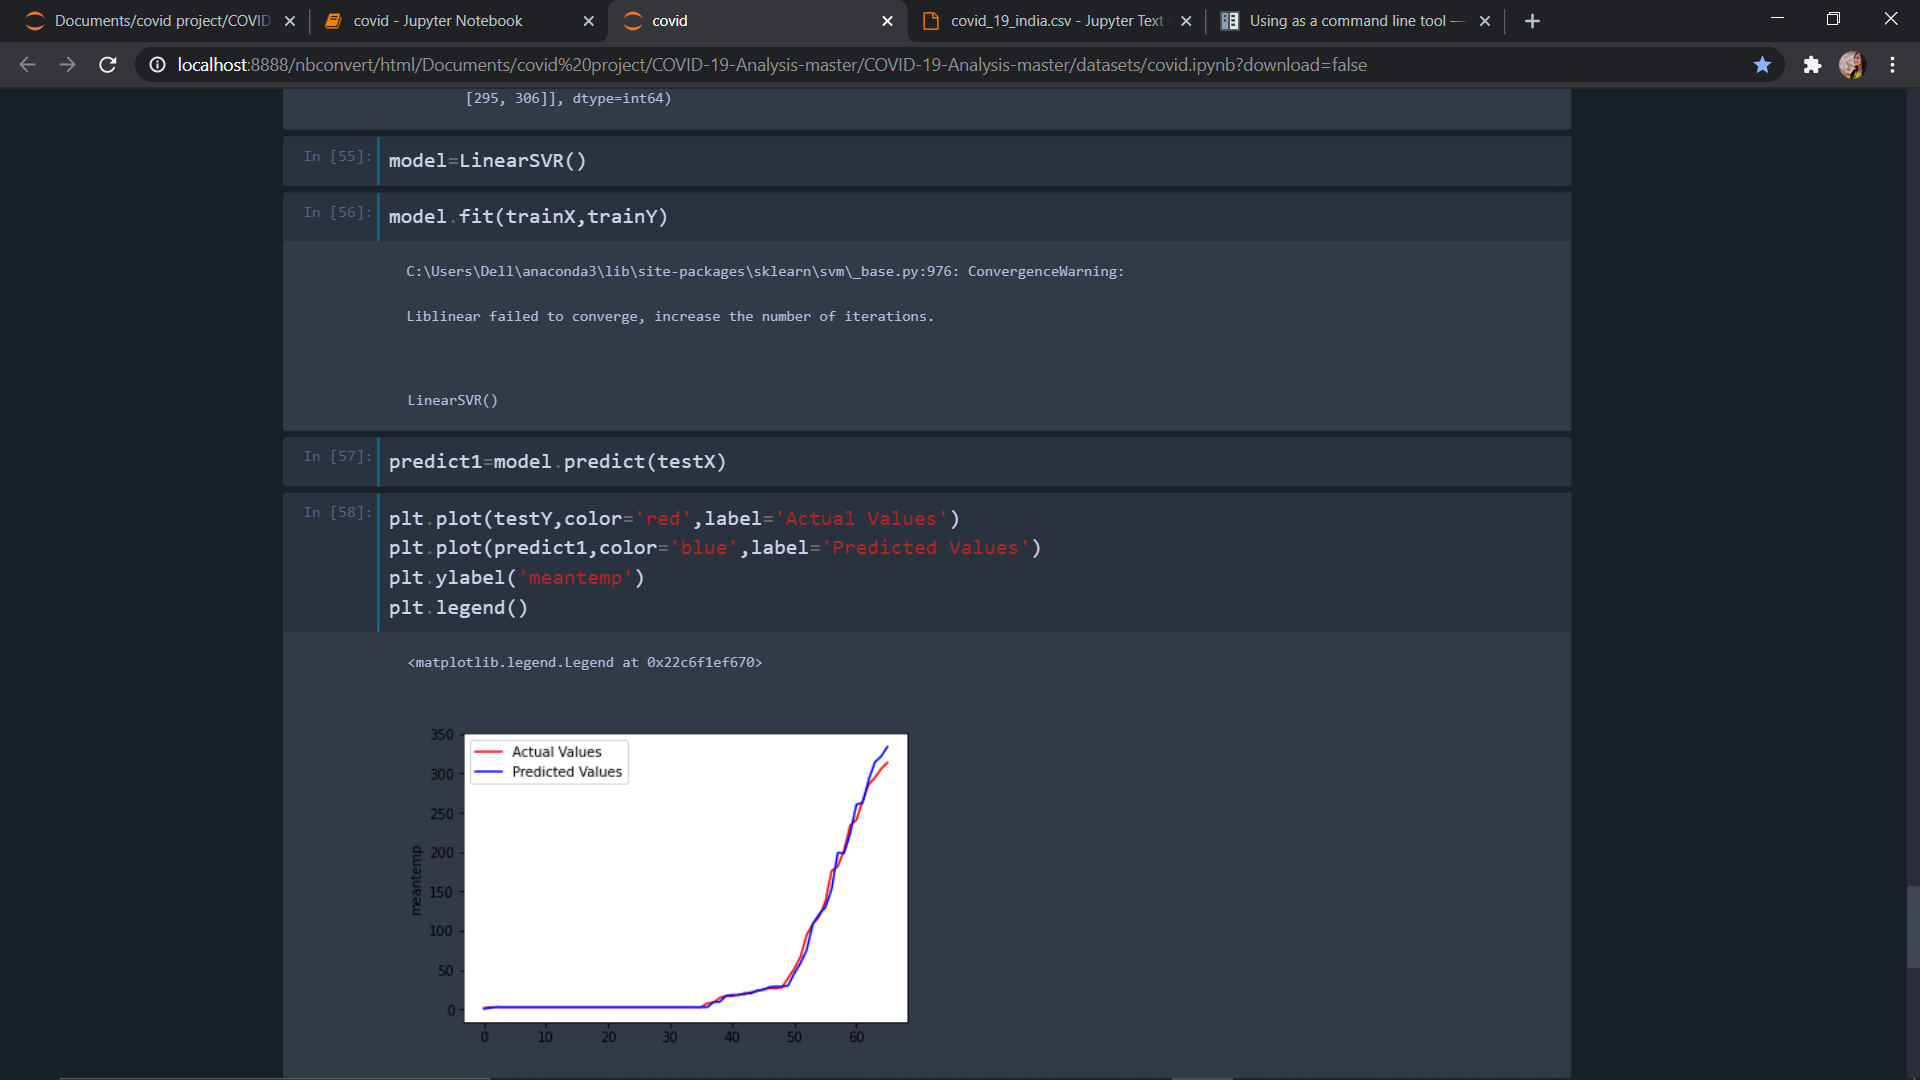 Documents/covid project/COVID
covid - Jupyter Notebook
covid
covid_19_india.csv - Jupyter Text
Using as a command line tool —
localhost:8888/nbconvert/html/Documents/covid%20project/COVID-19-Analysis-master/COVID-19-Analysis-master/datasets/covid.ipynb?download=false
[295, 306]], dtype=int64)
In [55]: model=LinearSVR()
In [56]: model.fit(trainX,trainY)
C:\Users\Dell\anaconda3\lib\site-packages\sklearn\svm\_base.py:976: ConvergenceWarning:
Liblinear failed to converge, increase the number of iterations.
LinearSVR()
In [57]: predict1=model.predict(testX)
In [58]: plt.plot(testY,color='red',label='Actual Values')
plt.plot(predict1,color='blue',label='Predicted Values')
plt.ylabel('meantemp')
plt.legend()
<matplotlib.legend.Legend at 0x22c6f1ef670>
350
Actual Values
Predicted Values
300
250
200
150
100
50
0
meantemp
0 10 20 30 40 50 60